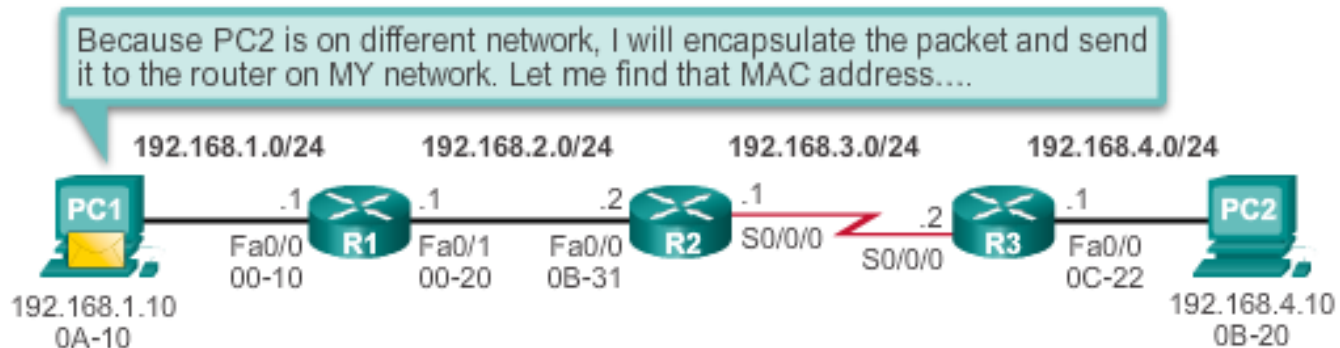 Because PC2 is on different network, I will encapsulate the packet and send
it to the router on MY network. Let me find that MAC address....
192.168.1.0/24 192.168.2.0/24 192.168.3.0/24 192.168.4.0/24
PC1 .1 R1 .1 .2 R2 .1 .2 R3 .1 PC2
Fa0/0 Fa0/1 Fa0/0 S0/0/0 S0/0/0 Fa0/0
00-10 00-20 0B-31 0C-22
192.168.1.10 192.168.4.10
0A-10 0B-20